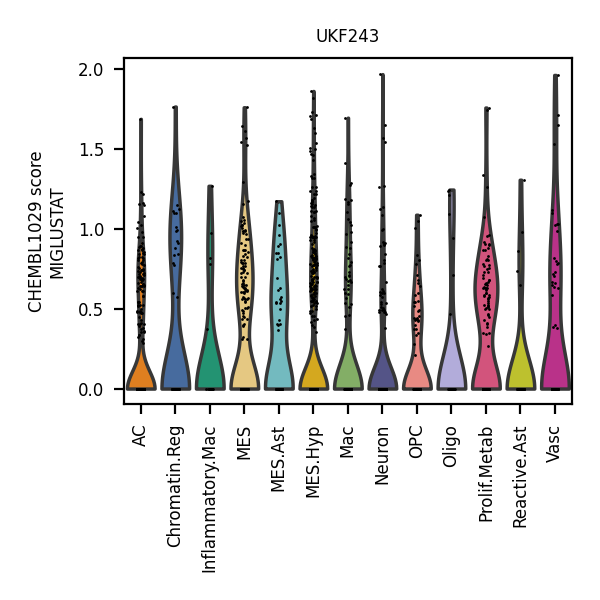 UKF243
CHEMBL1029 score
MIGLUSTAT
2.0
1.5
1.0
0.5
0.0
AC
Chromatin.Reg
Inflammatory.Mac
MES
MES.Ast
MES.Hyp
Mac
Neuron
OPC
Oligo
Prolif.Metab
Reactive.Ast
Vasc